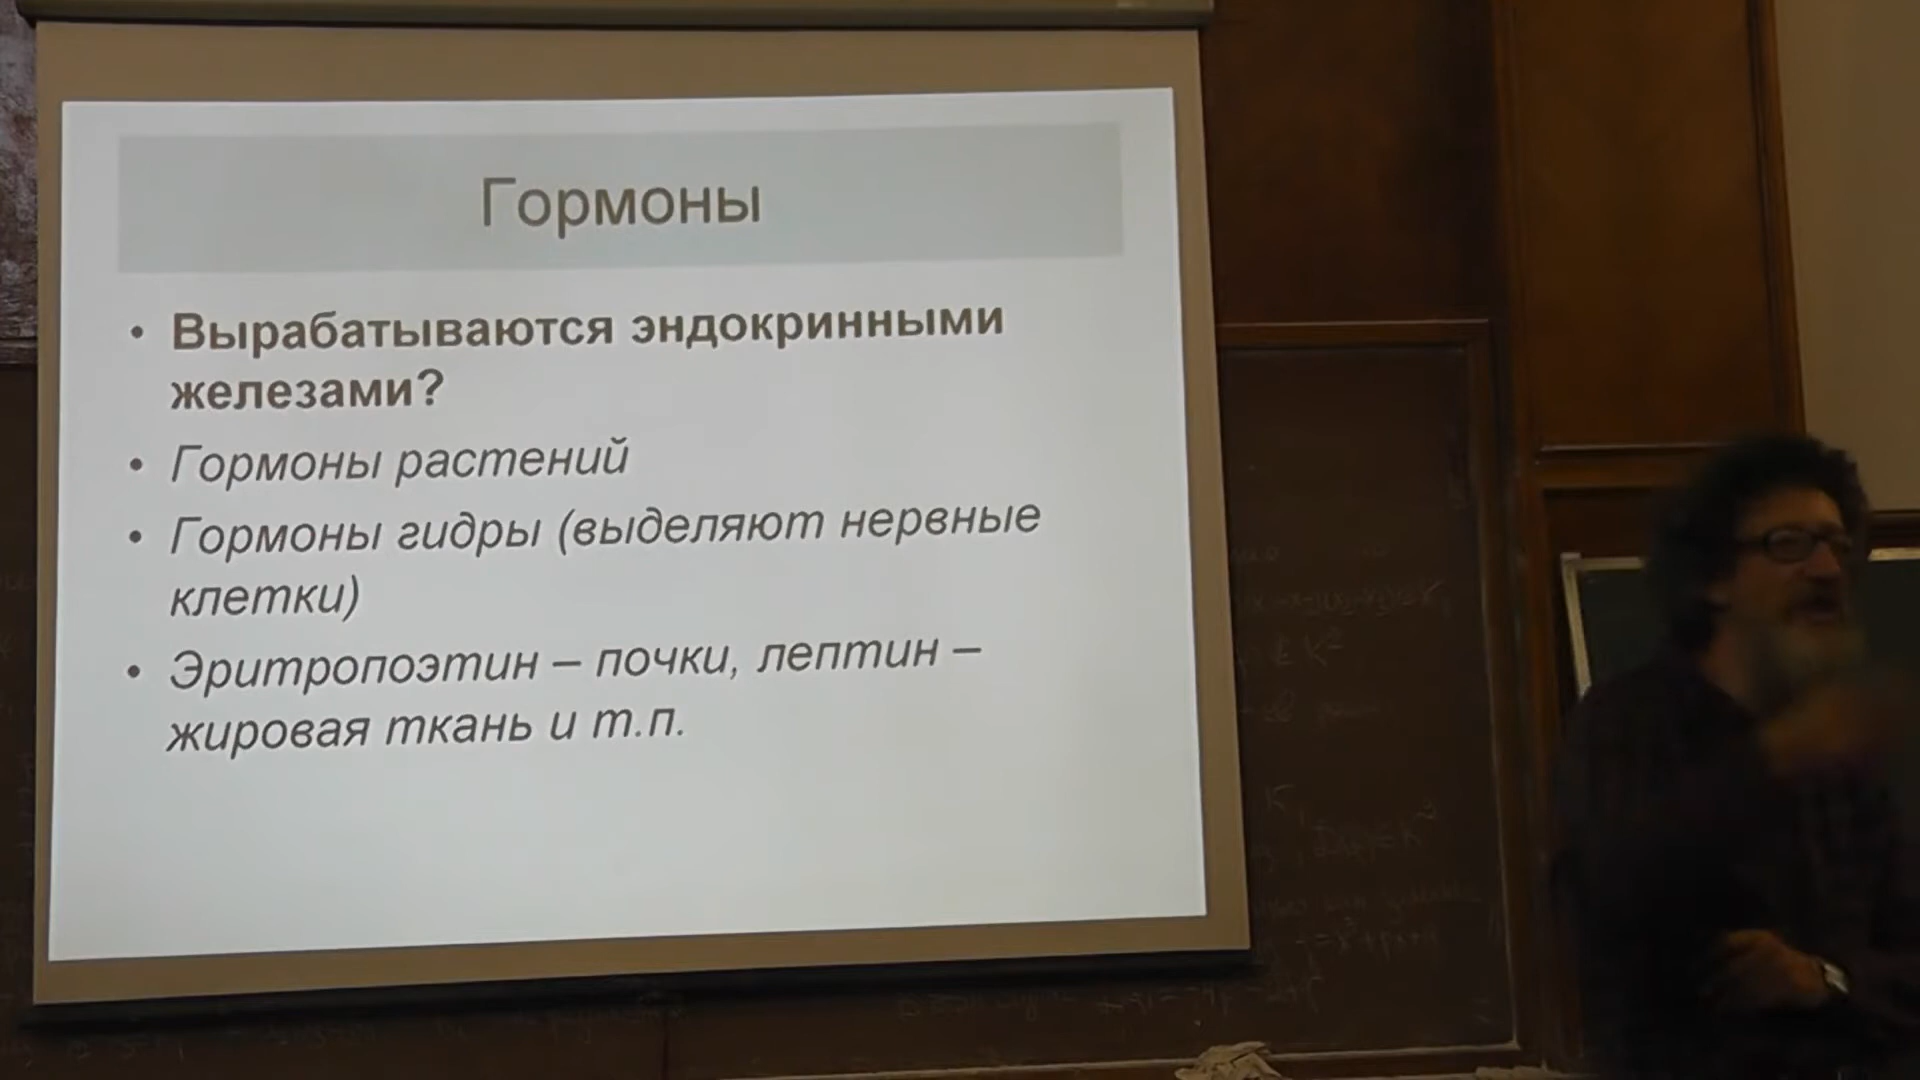 Гормоны
• Вырабатываются эндокринными
железами?
• Гормоны растений
• Гормоны гидры (выделяют нервные
клетки)
• Эритропоэтин – почки, лептин –
жировая ткань и т.п.